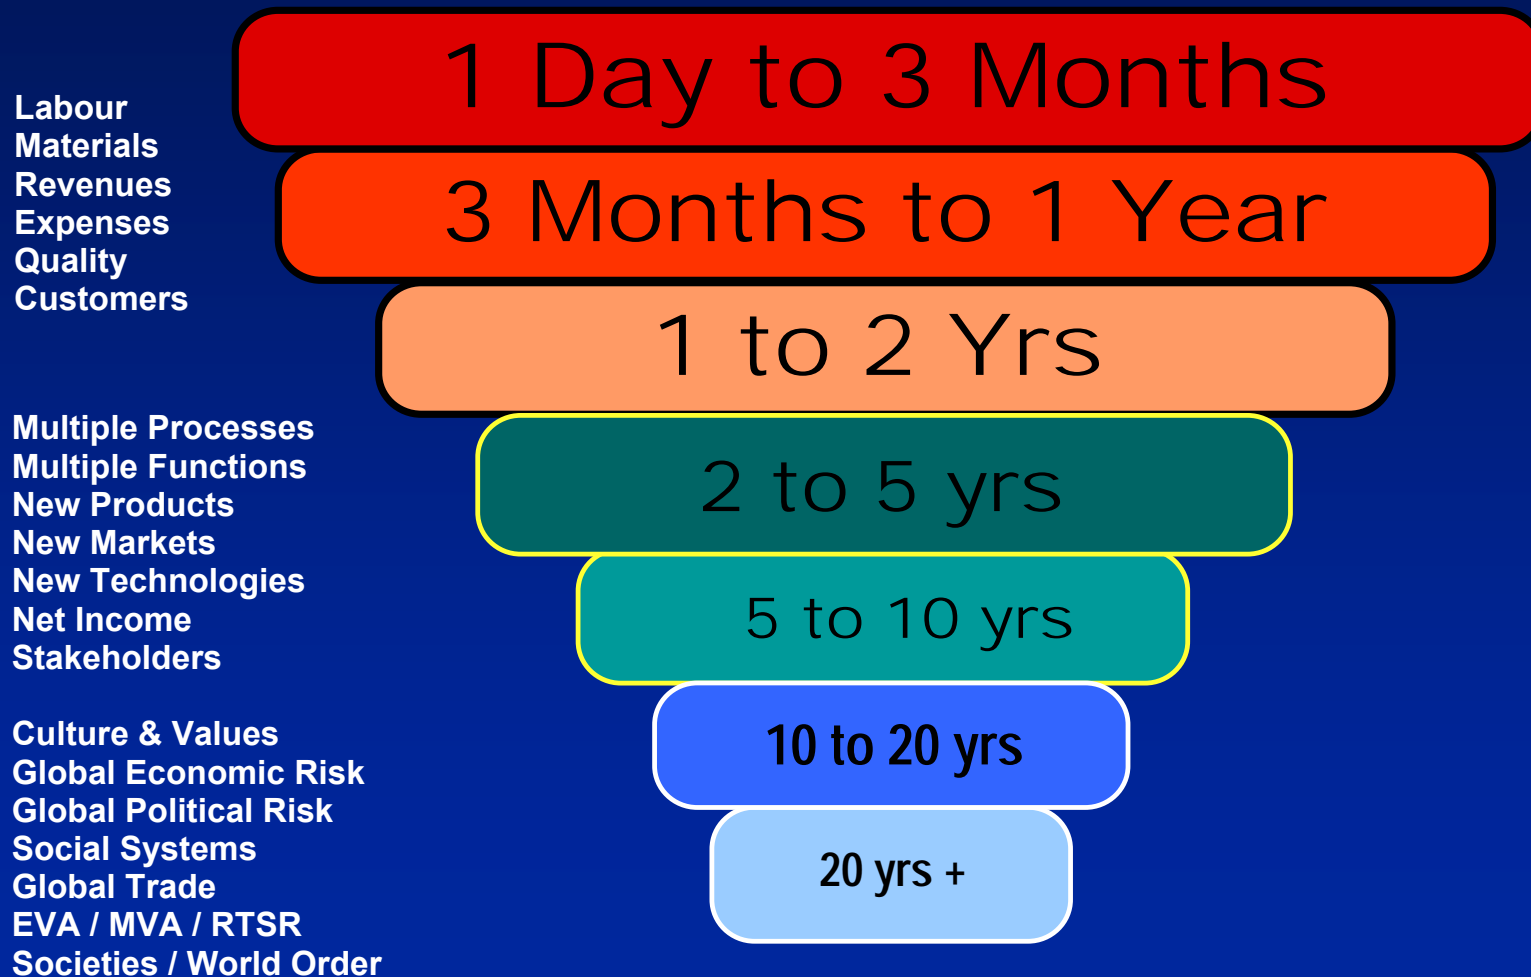 1 Day to 3 Months
Labour
Materials
Revenues
Expenses
Quality
Customers
3 Months to 1 Year
1 to 2 Yrs
Multiple Processes
Multiple Functions
New Products
New Markets
New Technologies
Net Income
Stakeholders
2 to 5 yrs
5 to 10 yrs
Culture & Values
Global Economic Risk
Global Political Risk
Social Systems
Global Trade
EVA / MVA / RTSR
Societies / World Order
10 to 20 yrs
20 yrs +